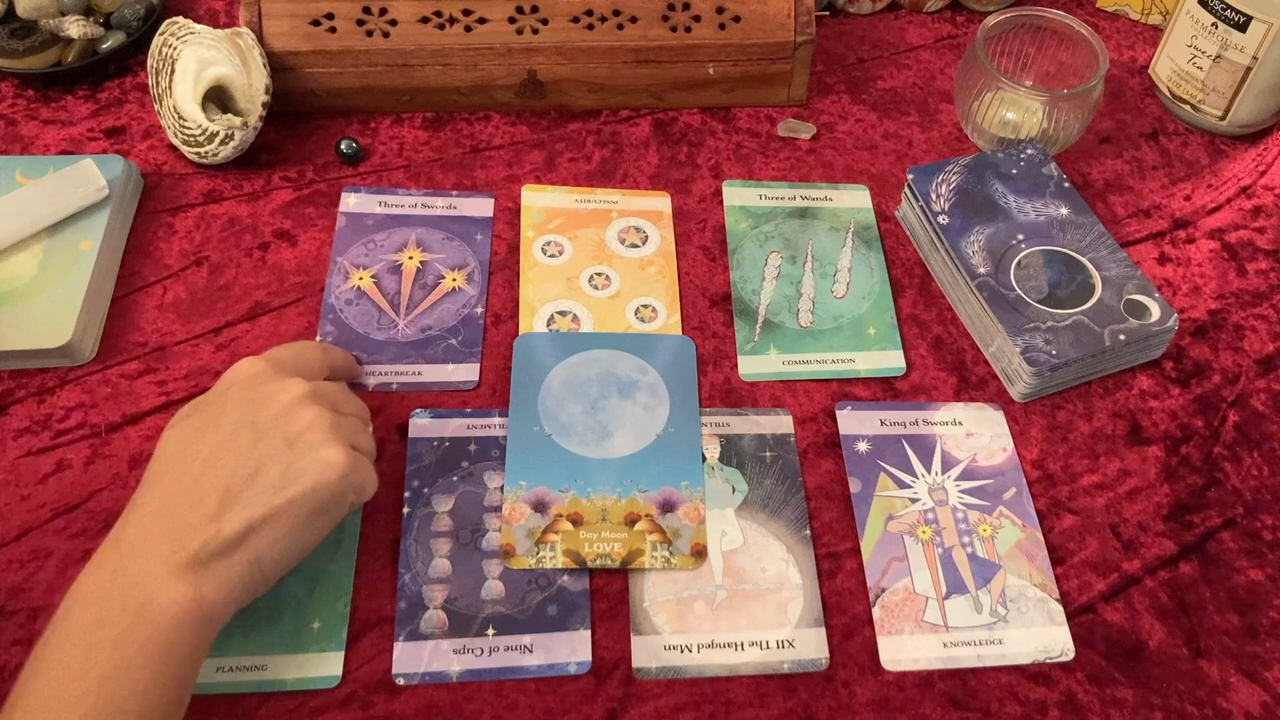 TUSCANY
FARMHOUSE
COLLECTION
Sweet
Tea
Three of Swords
HEARTBREAK
INSECURITY
Three of Wands
COMMUNICATION
PLANNING
Nine of Cups
Day Moon
LOVE
XII The Hanged Man
King of Swords
KNOWLEDGE